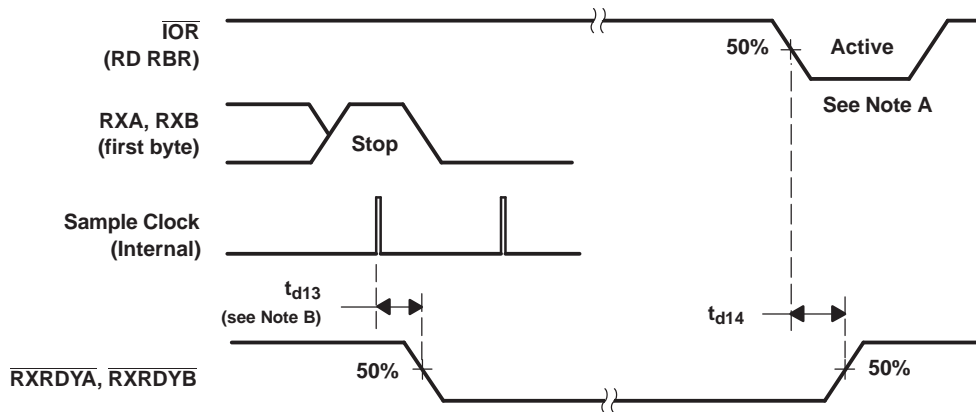 IOR
(RD RBR)
50%
Active
See Note A
RXA, RXB
(first byte)
Stop
Sample Clock
(Internal)
td13
(see Note B)
td14
RXRDYA, RXRDYB
50%
50%